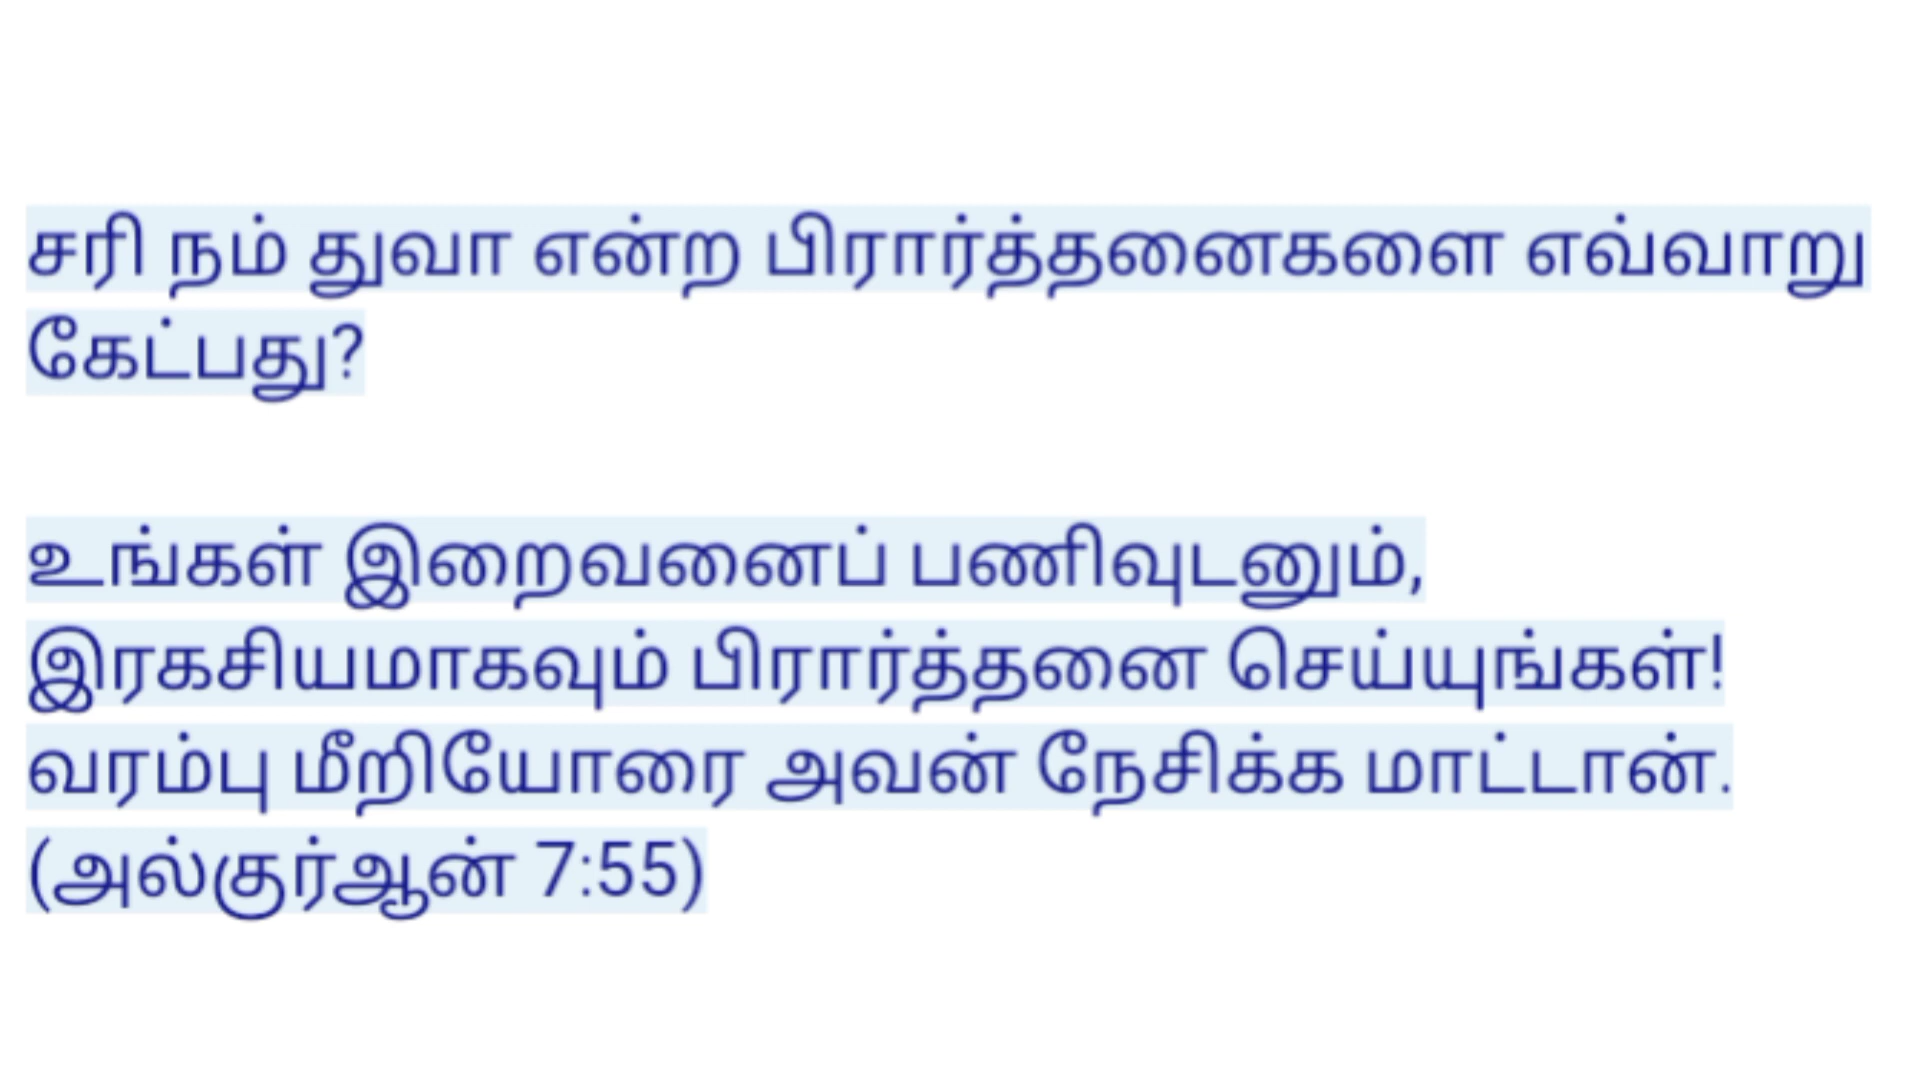 சரி நம் துவா என்ற பிரார்த்தனைகளை எவ்வாறு
கேட்பது?
உங்கள் இறைவனைப் பணிவுடனும்,
இரகசியமாகவும் பிரார்த்தனை செய்யுங்கள்!
வரம்பு மீறியோரை அவன் நேசிக்க மாட்டான்.
(அல்குர்ஆன் 7:55)